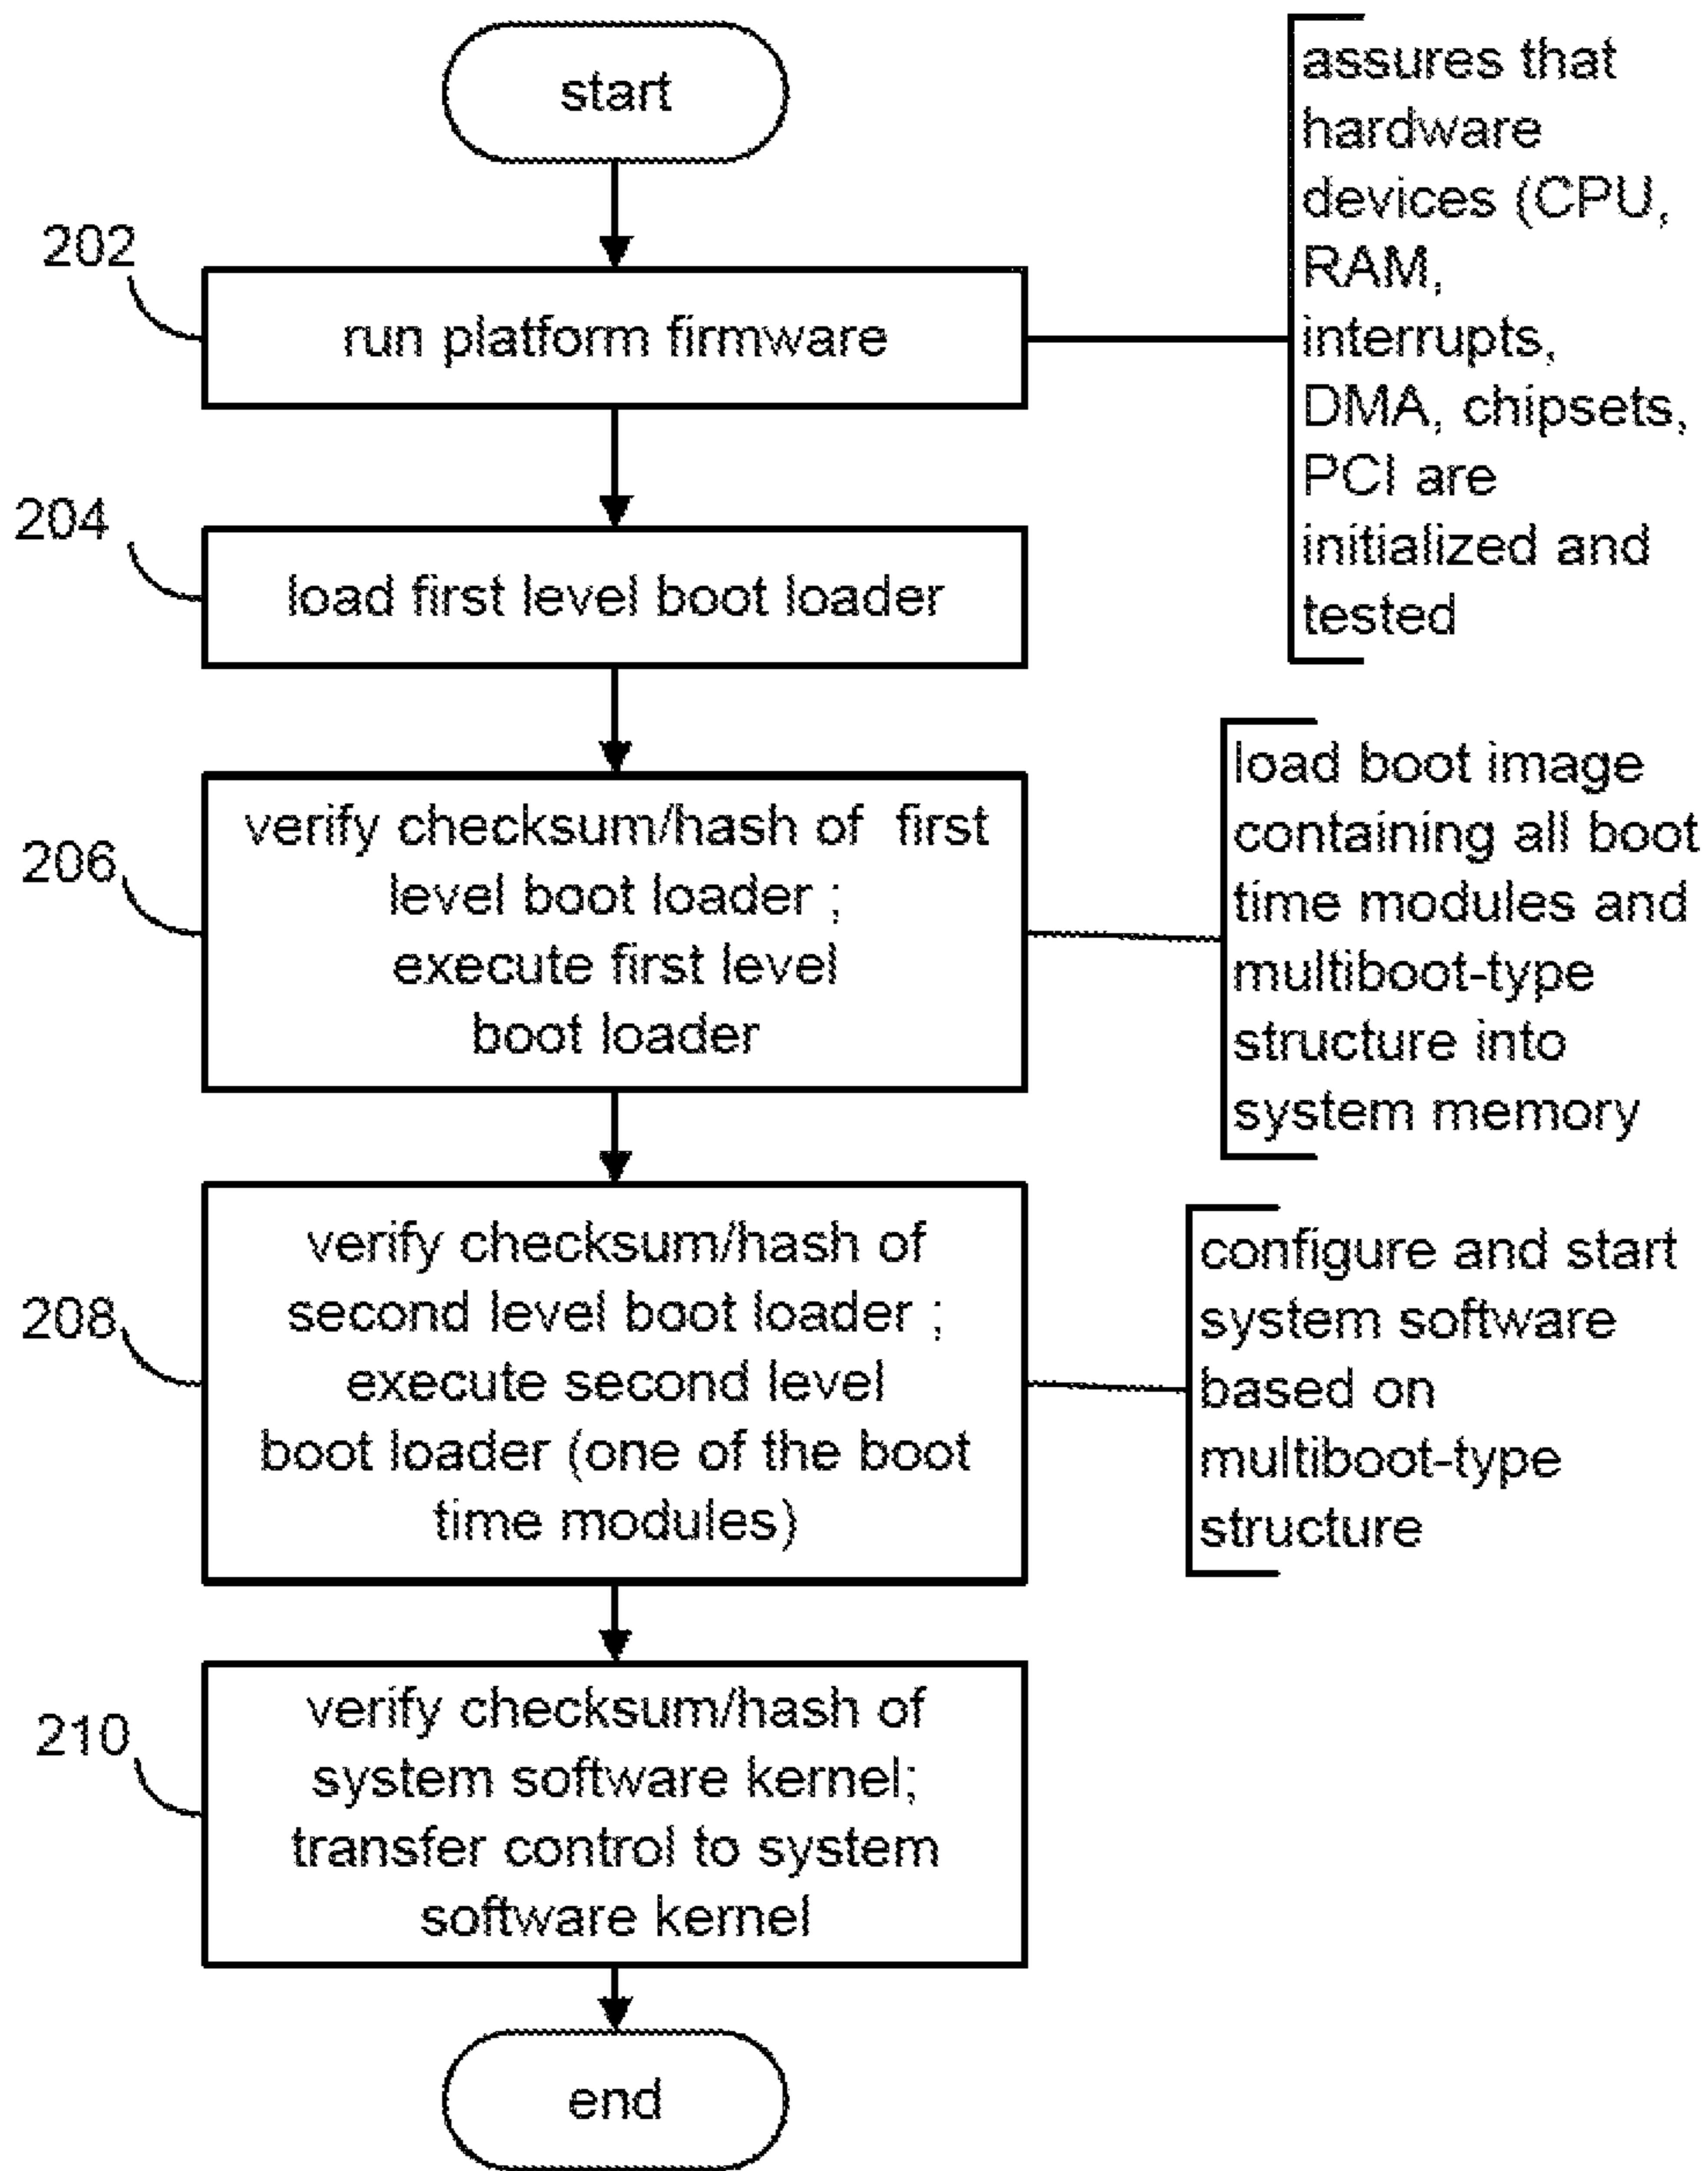 start
assures that
hardware
devices (CPU,
RAM,
interrupts,
DMA, chipsets,
PCI are
initialized and
tested
202
run platform firmware
204
load first level boot loader
206
verify checksum/hash of first
level boot loader ;
execute first level
boot loader
load boot image
containing all boot
time modules and
multiboot-type
structure into
system memory
208
verify checksum/hash of
second level boot loader ;
execute second level
boot loader (one of the boot
time modules)
configure and start
system software
based on
multiboot-type
structure
210
verify checksum/hash of
system software kernel;
transfer control to system
software kernel
end